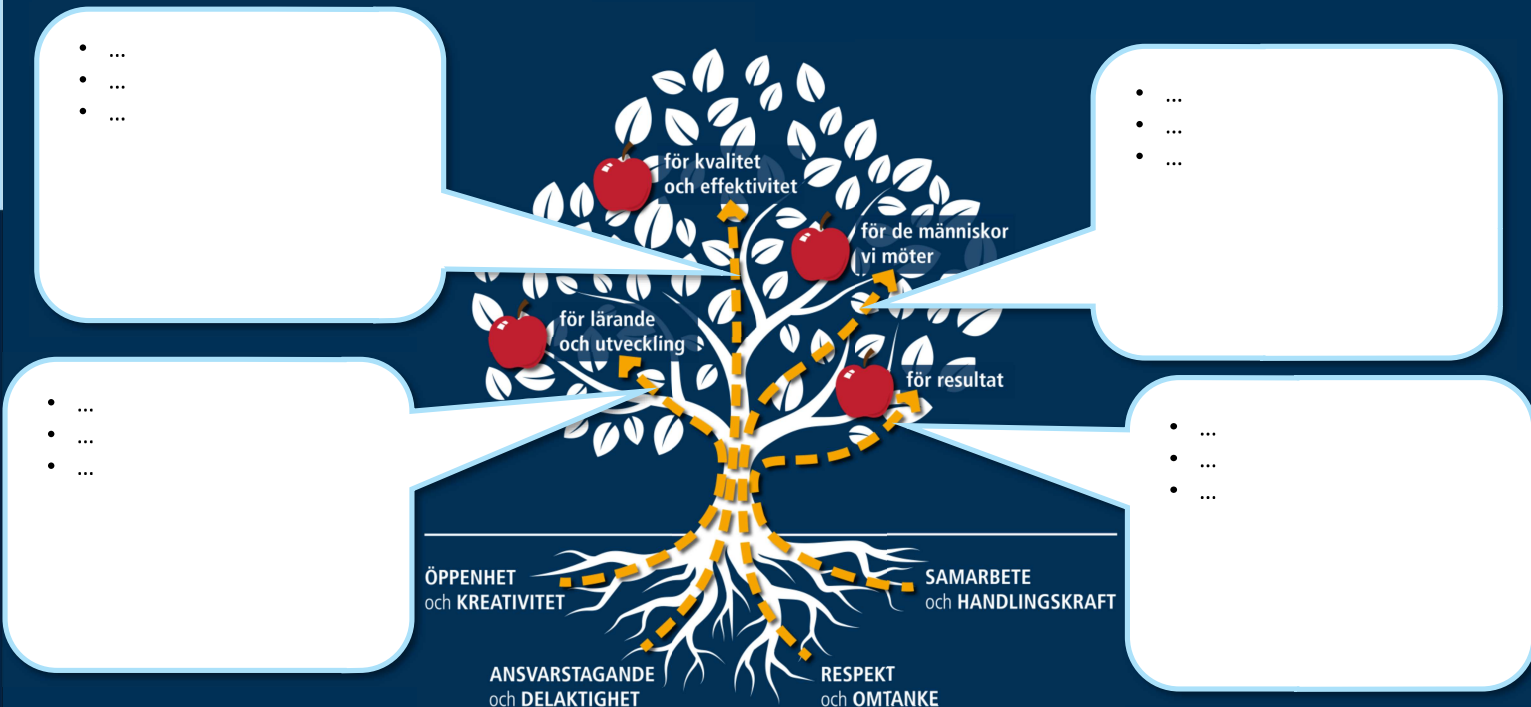 • ...
• ...
• ...
• ...
• ...
• ...
för kvalitet
och effektivitet
för de människor
vi möter
för lärande
och utveckling
för resultat
• ...
• ...
• ...
• ...
• ...
• ...
ÖPPENHET
och KREATIVITET
SAMARBETE
och HANDLINGSKRAFT
ANSVARSTAGANDE
och DELAKTIGHET
RESPEKT
och OMTANKE